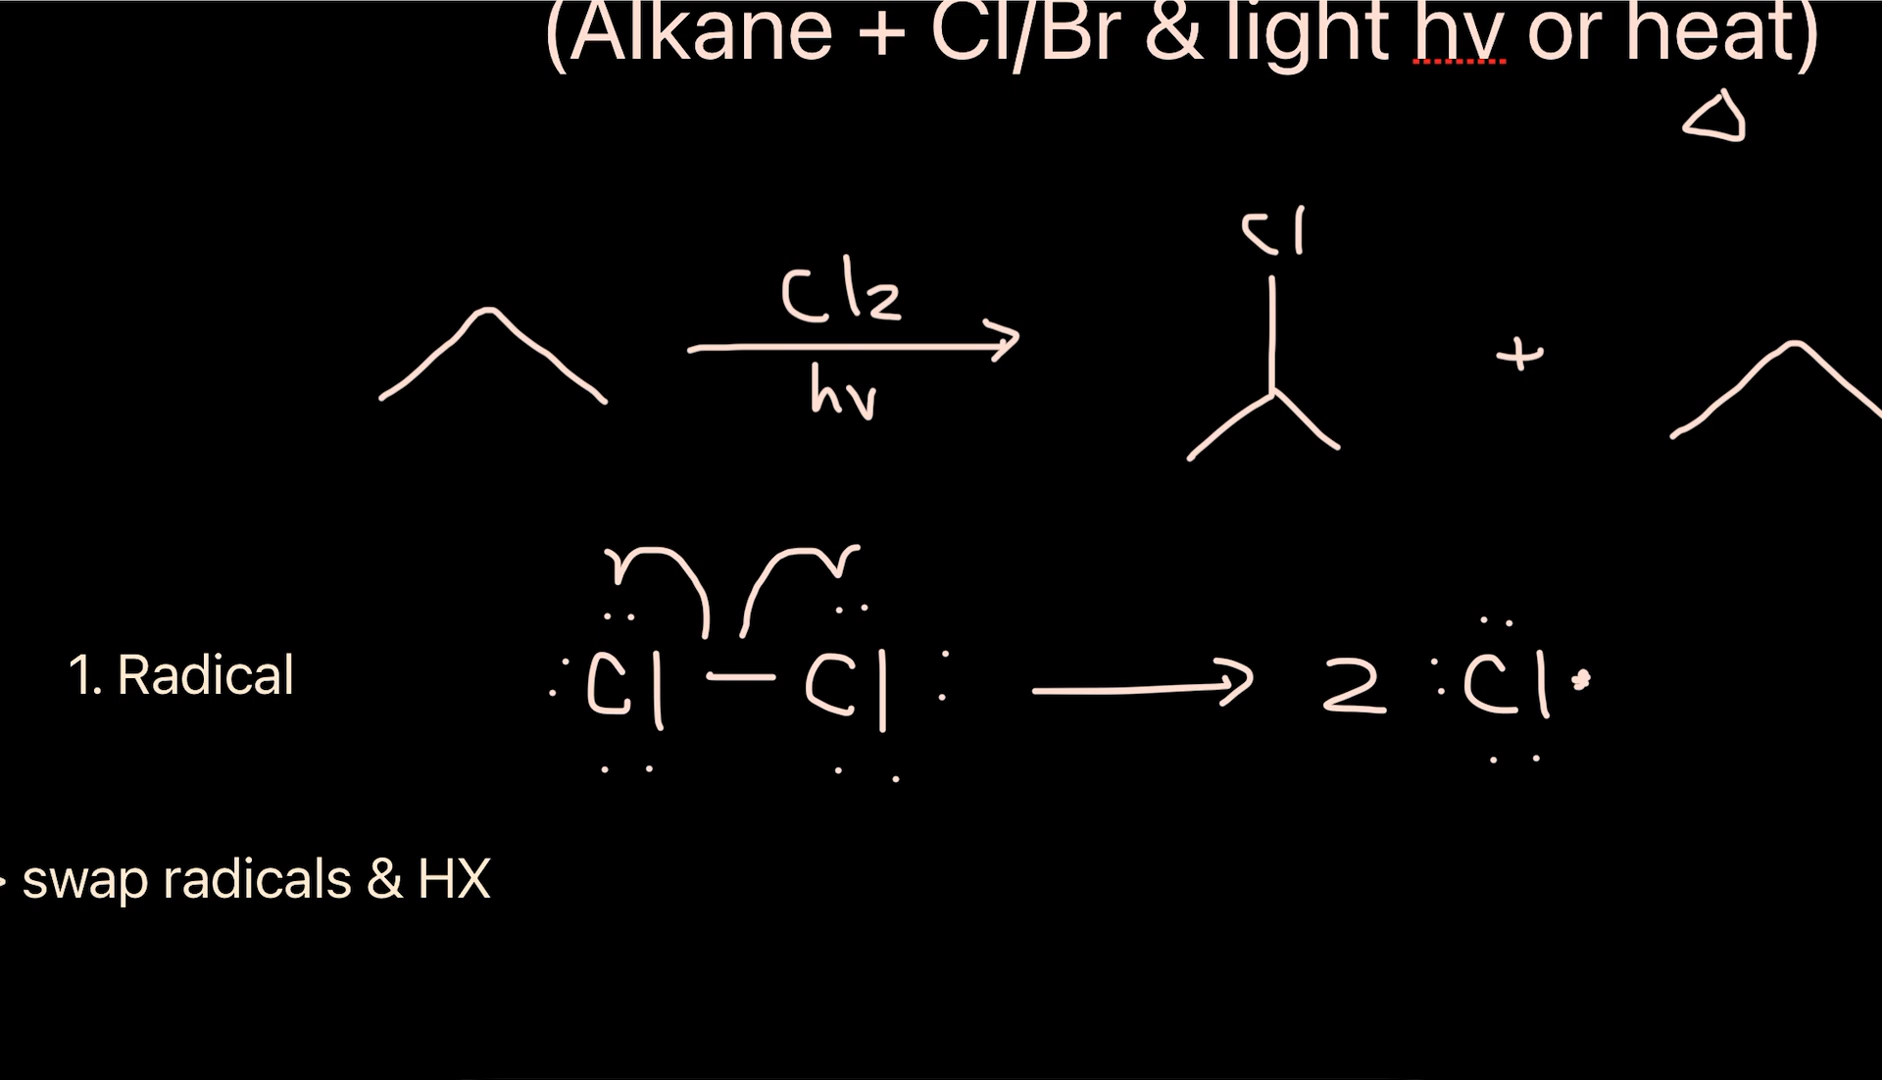 (Alkane + Cl/Br & light hv or heat)
Δ
Cl
Cl2
hv
+
1. Radical
:Cl—Cl: → 2 :Cl•
> swap radicals & HX